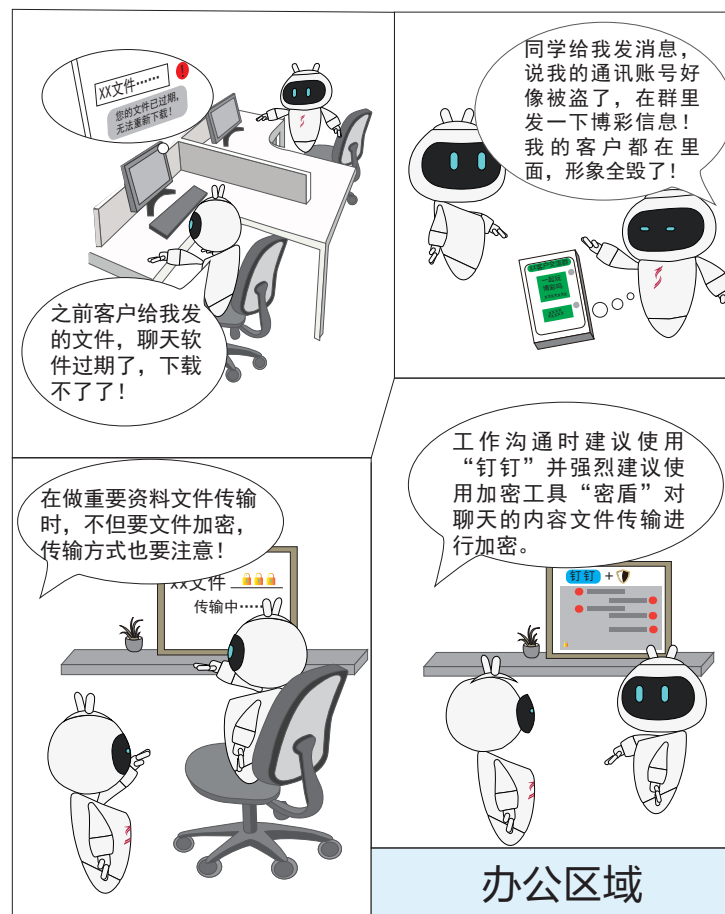 XX文件……
!
您的文件已过期,
无法重新下载!
之前客户给我发
的文件，聊天软
件过期了，下载
不了了！
同学给我发消息，
说我的通讯账号好
像被盗了，在群里
发一下博彩信息！
我的客户都在里
面，形象全毁了！
一起玩
博彩吗
在做重要资料文件传输
时，不但要文件加密，
传输方式也要注意！
XX文件
传输中……
工作沟通时建议使用
“钉钉”并强烈建议使
用加密工具“密盾”对
聊天的内容文件传输进
行加密。
钉钉 +
办公区域